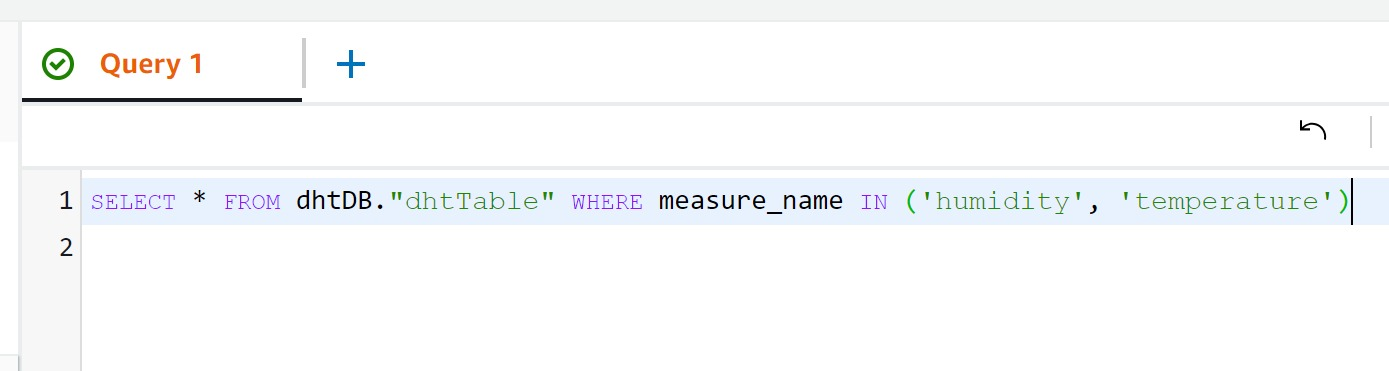 Query 1
1 SELECT * FROM dhtDB."dhtTable" WHERE measure_name IN ('humidity', 'temperature')
2